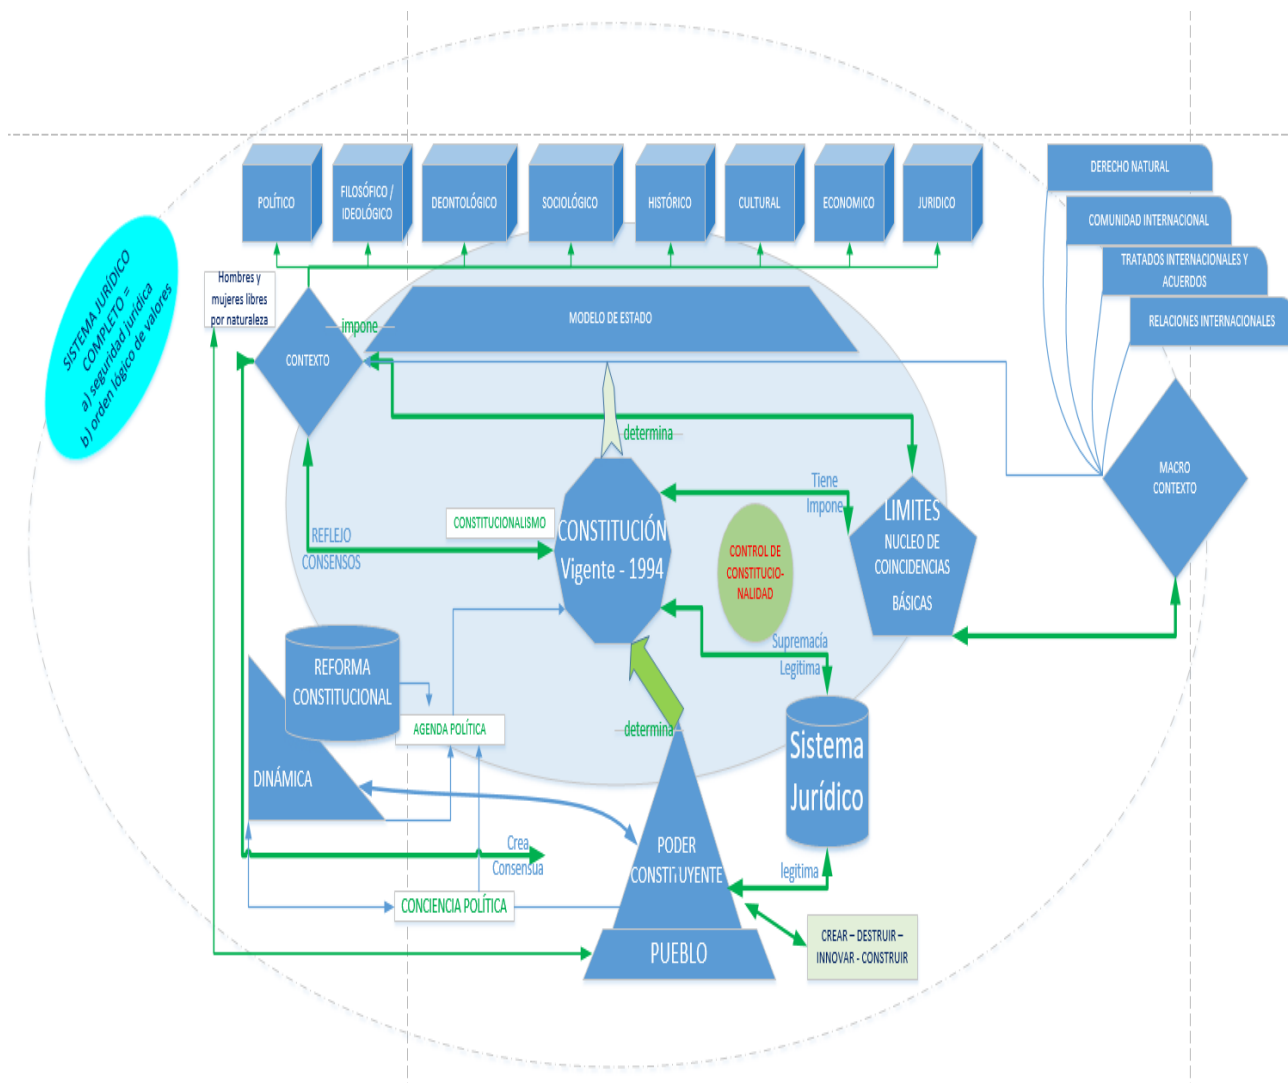 POLÍTICO
FILOSÓFICO /
IDEOLÓGICO
DEONTOLÓGICO
SOCIOLÓGICO
HISTÓRICO
CULTURAL
ECONOMICO
JURIDICO
DERECHO NATURAL
COMUNIDAD INTERNACIONAL
TRATADOS INTERNACIONALES Y
ACUERDOS
RELACIONES INTERNACIONALES
SISTEMA JURÍDICO
COMPLETO =
a) seguridad jurídica
b) orden lógico de valores
Hombres y
mujeres libres
por naturaleza
impone
MODELO DE ESTADO
CONTEXTO
determina
MACRO
CONTEXTO
Tiene
Impone
LIMITES
NUCLEO DE
COINCIDENCIAS
BÁSICAS
CONSTITUCIONALISMO
CONSTITUCIÓN
Vigente - 1994
REFLEJO
CONSENSOS
CONTROL DE
CONSTITUCIO-
NALIDAD
Supremacía
Legitima
REFORMA
CONSTITUCIONAL
AGENDA POLÍTICA
determina
Sistema
Jurídico
DINÁMICA
Crea
Consensua
PODER
CONSTITUYENTE
legitima
CONCIENCIA POLÍTICA
CREAR – DESTRUIR –
INNOVAR - CONSTRUIR
PUEBLO